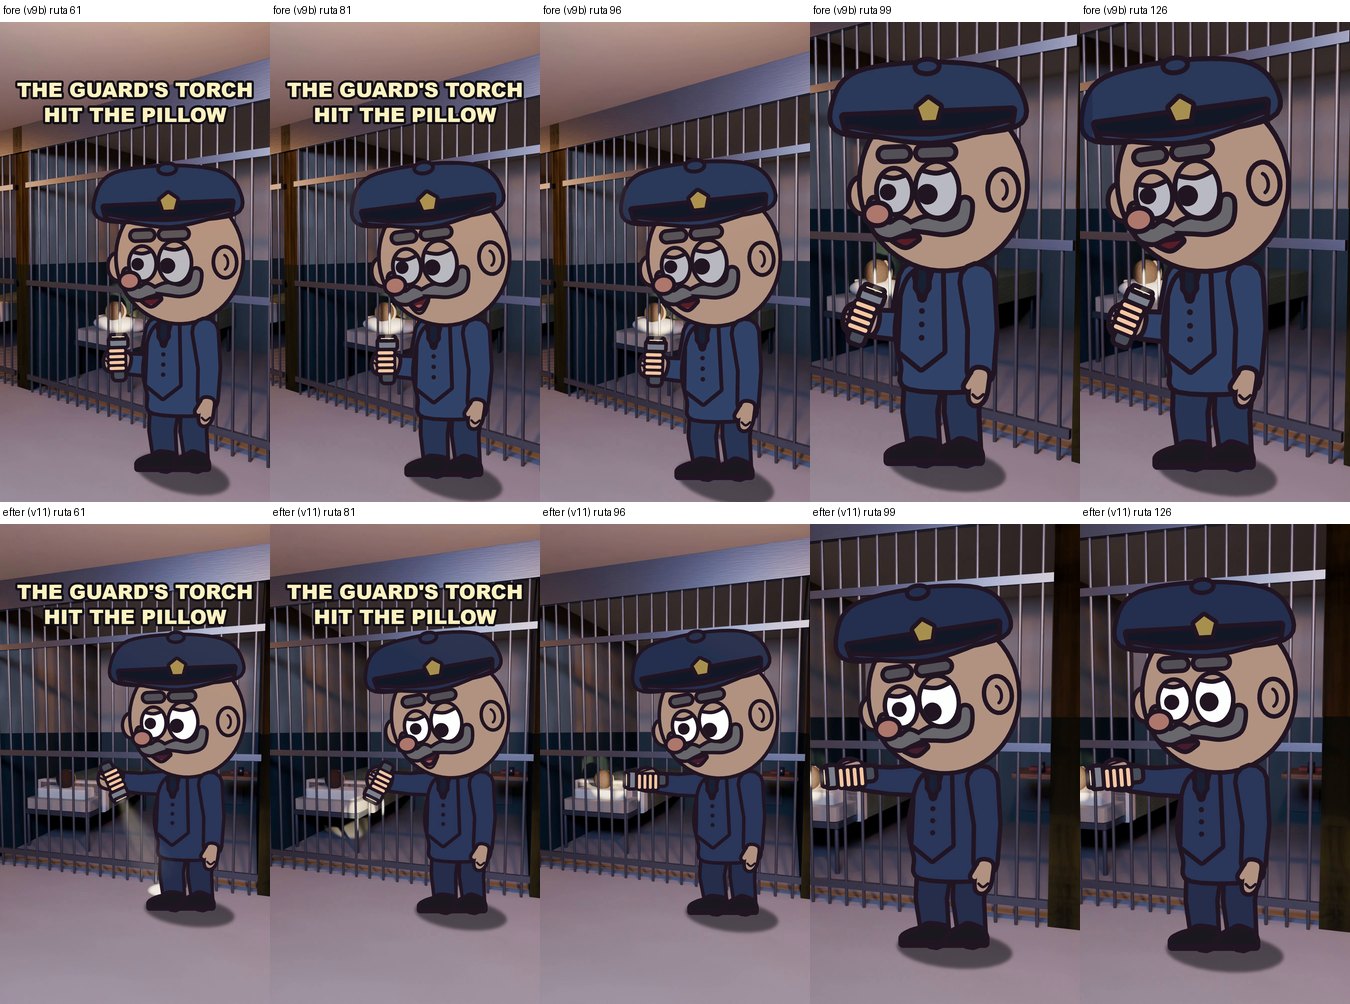 fore (v9b) ruta 61
fore (v9b) ruta 81
fore (v9b) ruta 96
fore (v9b) ruta 99
fore (v9b) ruta 126
THE GUARD'S TORCH
HIT THE PILLOW
THE GUARD'S TORCH
HIT THE PILLOW
efter (v11) ruta 61
efter (v11) ruta 81
efter (v11) ruta 96
efter (v11) ruta 99
efter (v11) ruta 126
THE GUARD'S TORCH
HIT THE PILLOW
THE GUARD'S TORCH
HIT THE PILLOW